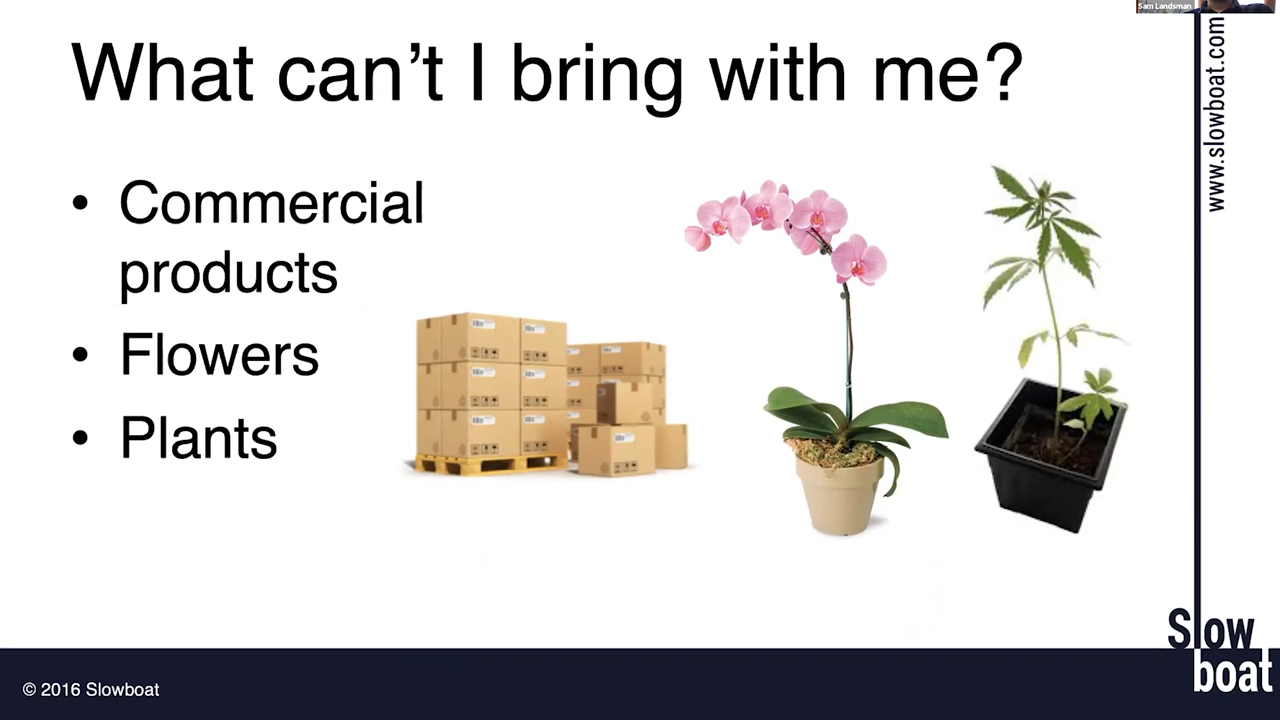 Sam Landsman
What can’t I bring with me?
www.slowboat.com
• Commercial
products
• Flowers
• Plants
Slow
boat
© 2016 Slowboat